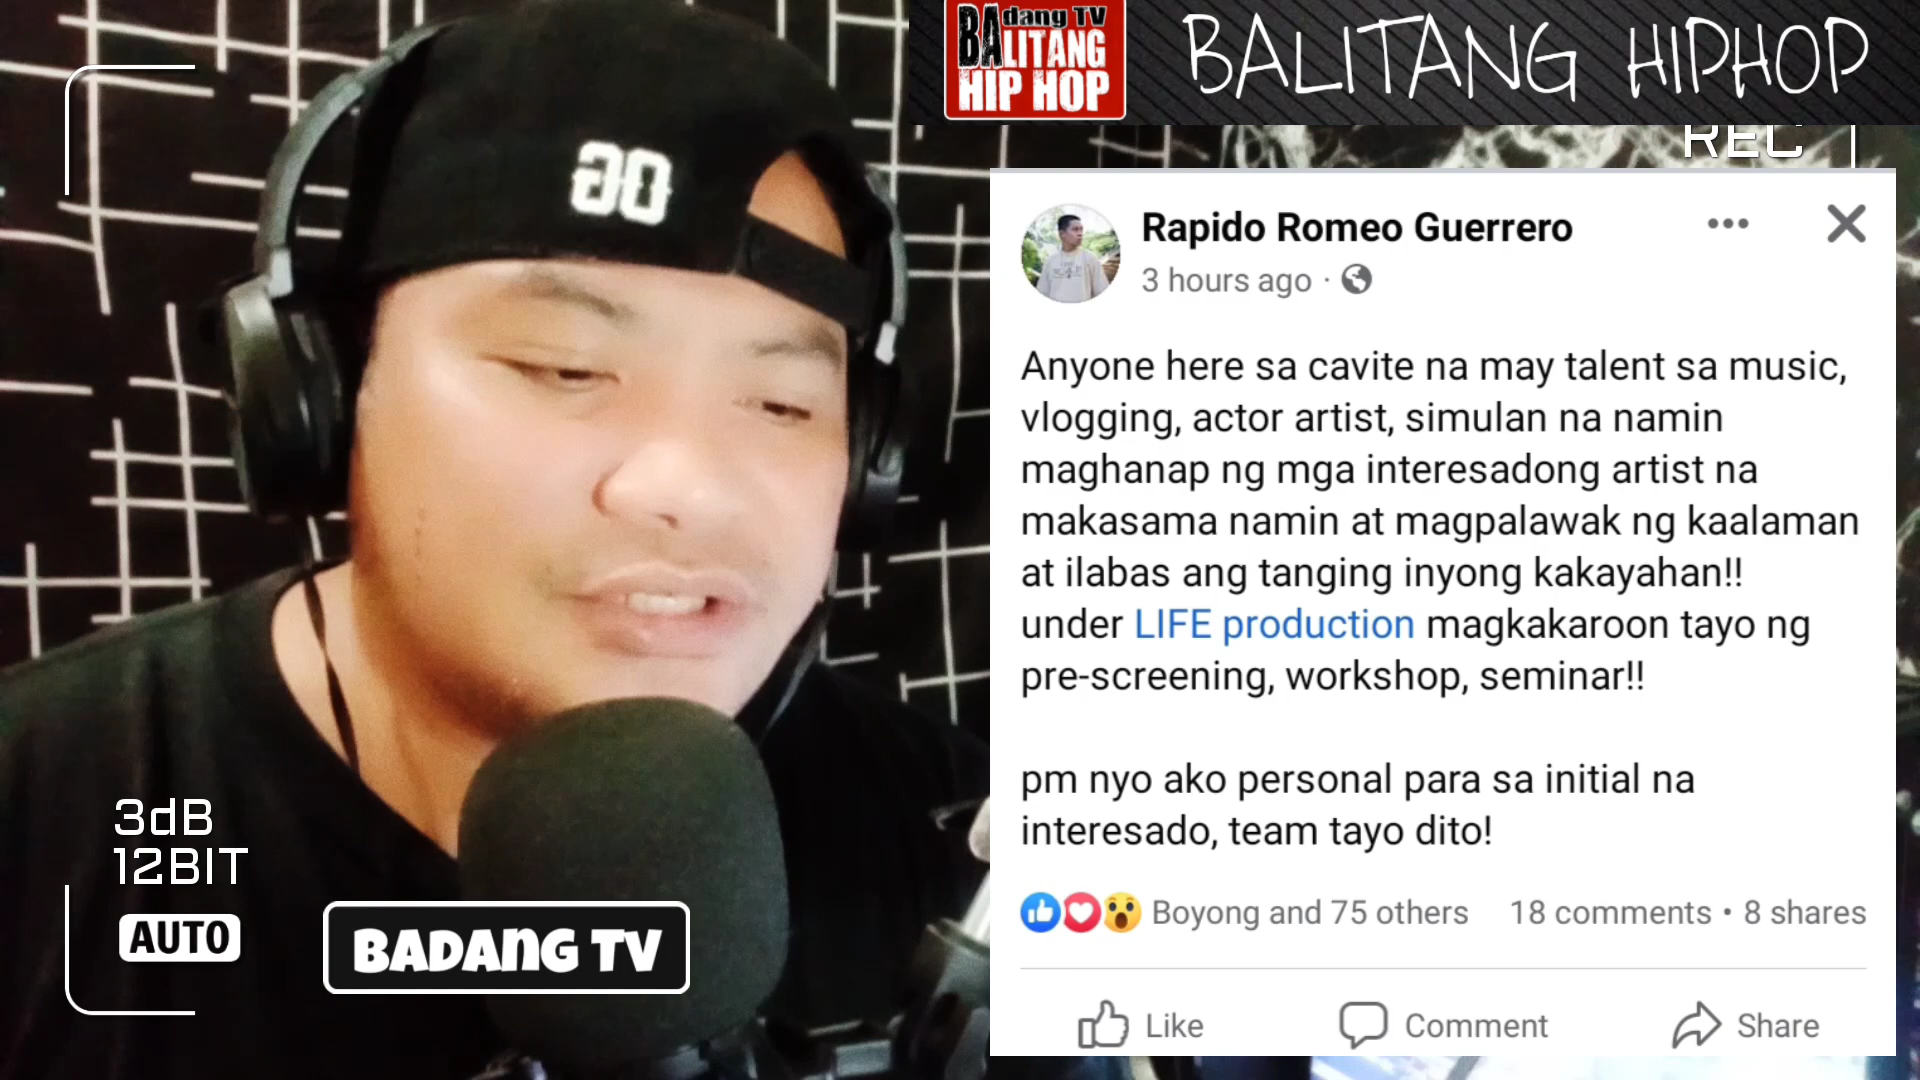 BAdang TV
BALITANG
HIP HOP
BALITANG HIPHOP
REC
Rapido Romeo Guerrero
3 hours ago ·
Anyone here sa cavite na may talent sa music,
vlogging, actor artist, simulan na namin
maghanap ng mga interesadong artist na
makasama namin at magpalawak ng kaalaman
at ilabas ang tanging inyong kakayahan!!
under LIFE production magkakaroon tayo ng
pre-screening, workshop, seminar!!
pm nyo ako personal para sa initial na
interesado, team tayo dito!
Boyong and 75 others 18 comments • 8 shares
Like Comment Share
3dB
12BIT
AUTO
BADANG TV